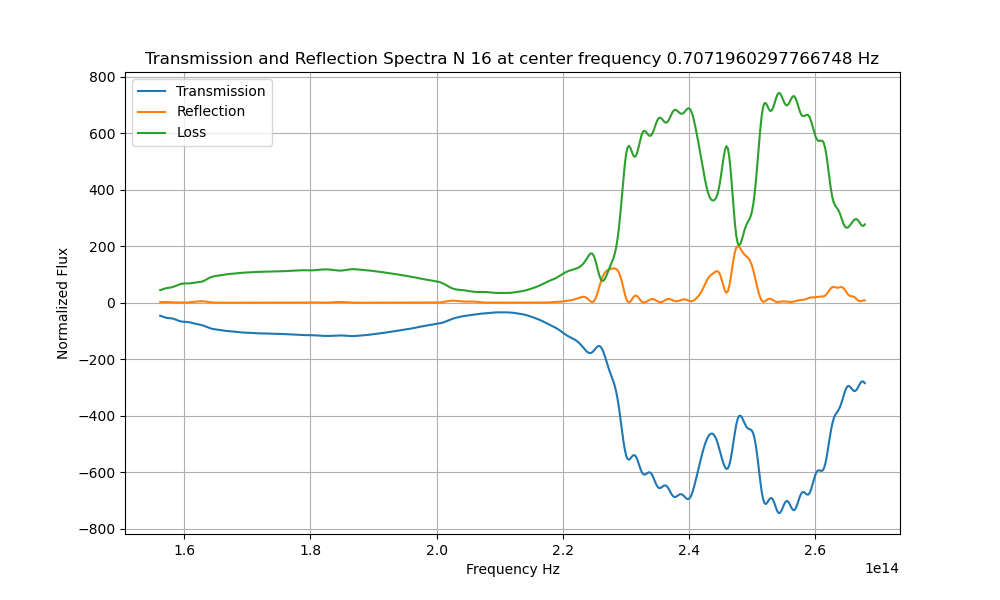 Transmission and Reflection Spectra N 16 at center frequency 0.7071960297766748 Hz
Transmission
Reflection
Loss
Normalized Flux
800
600
400
200
0
−200
−400
−600
−800
1.6
1.8
2.0
2.2
2.4
2.6
1e14
Frequency Hz